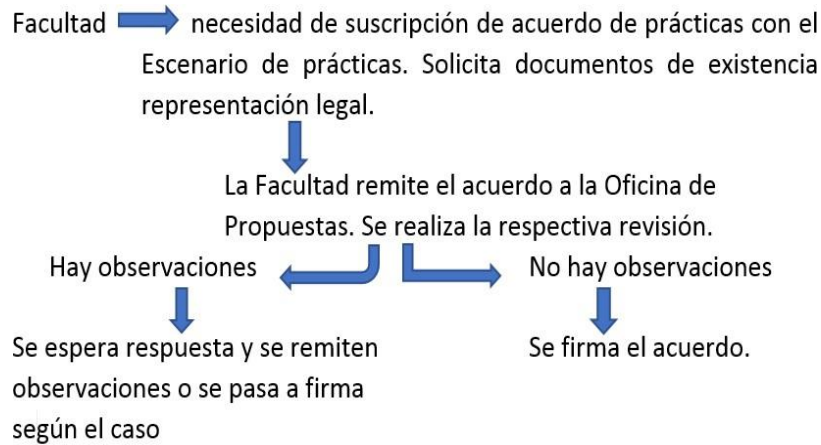 Facultad necesidad de suscripción de acuerdo de prácticas con el
Escenario de prácticas. Solicita documentos de existencia
representación legal.
La Facultad remite el acuerdo a la Oficina de
Propuestas. Se realiza la respectiva revisión.
Hay observaciones
No hay observaciones
Se espera respuesta y se remiten
observaciones o se pasa a firma
según el caso
Se firma el acuerdo.